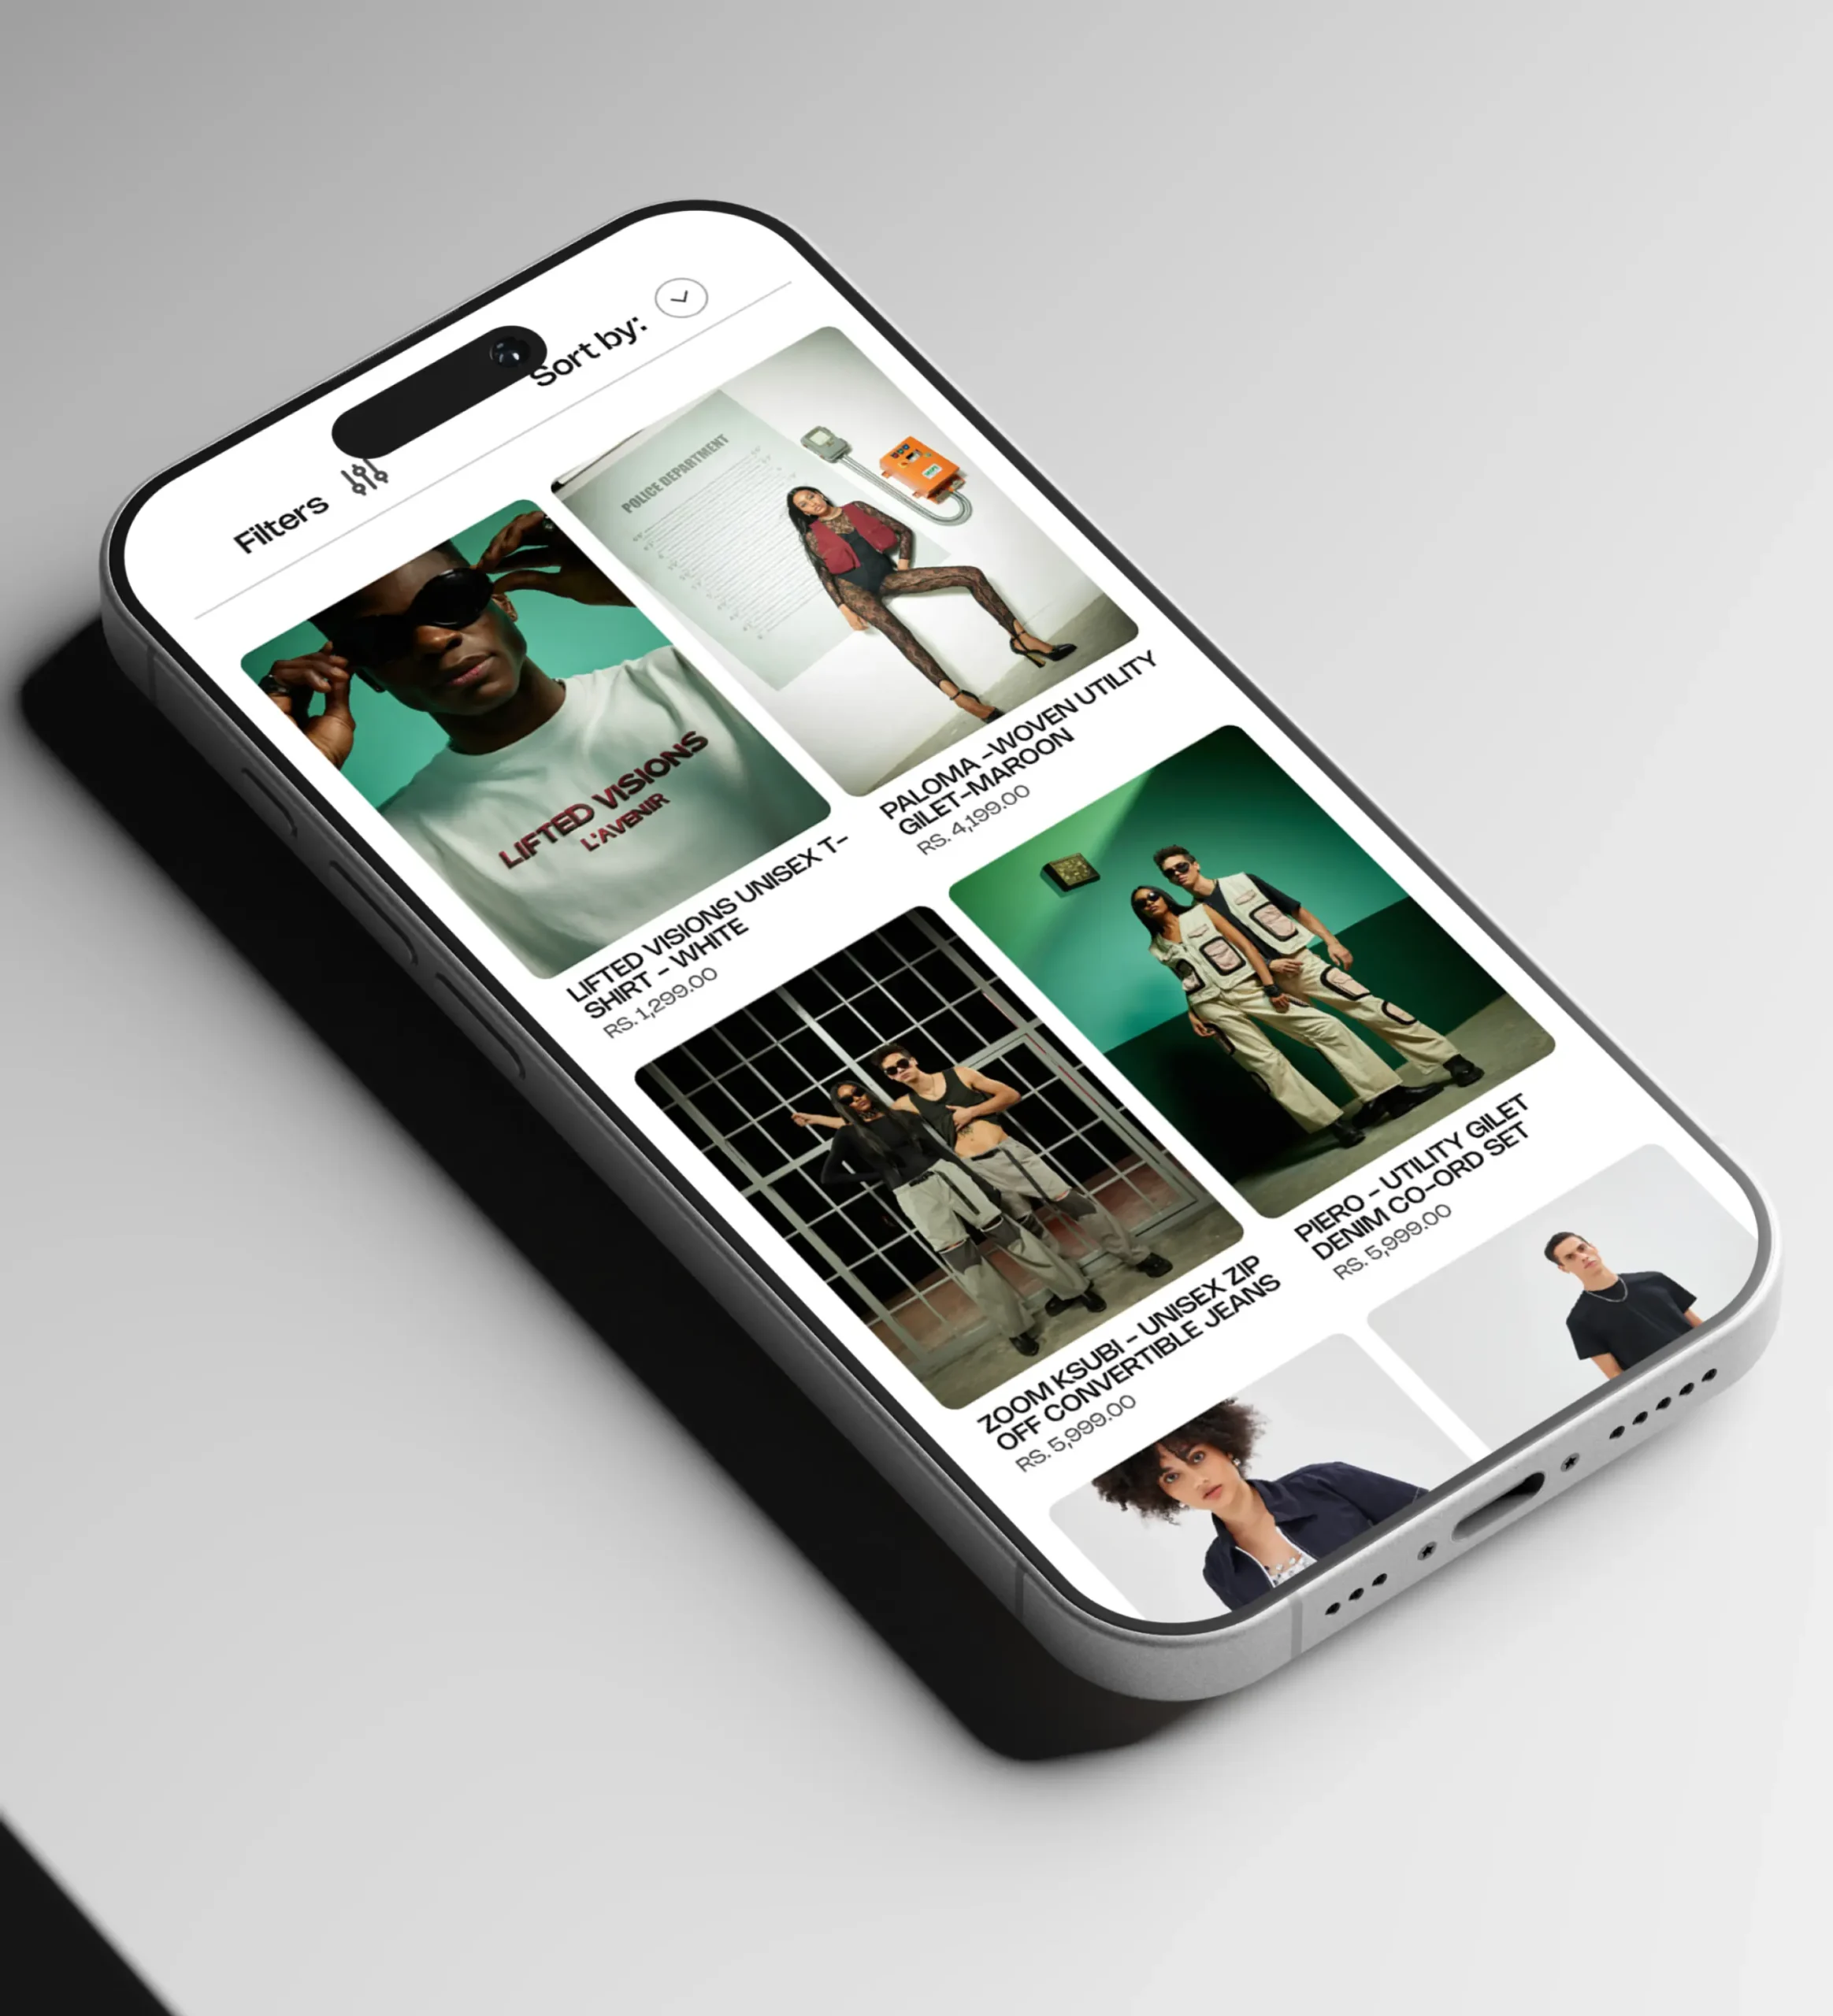 Filters
Sort by:
LIFTED VISIONS
L'AVENIR
LIFTED VISIONS UNISEX T-
SHIRT - WHITE
RS. 1,299.00
POLICE DEPARTMENT
PALOMA -WOVEN UTILITY
GILET-MAROON
RS. 4,199.00
ZOOM KSUBI - UNISEX ZIP
OFF CONVERTIBLE JEANS
RS. 5,999.00
PIERO - UTILITY GILET
DENIM CO-ORD SET
RS. 5,999.00